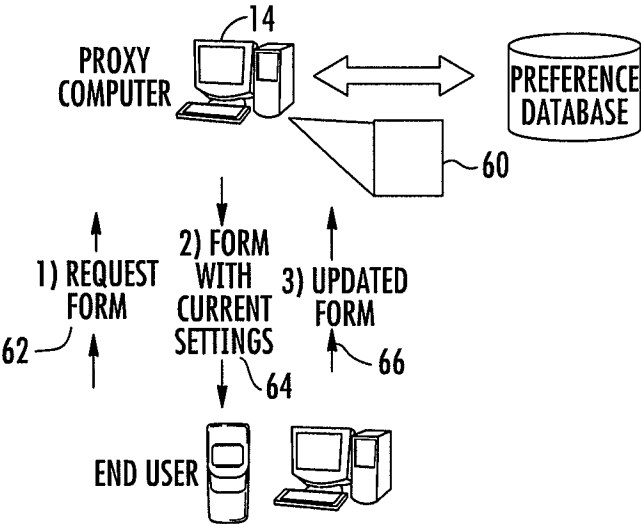 14
PROXY
COMPUTER
PREFERENCE
DATABASE
60
1) REQUEST
FORM
62
2) FORM
WITH
CURRENT
SETTINGS
64
3) UPDATED
FORM
66
END USER